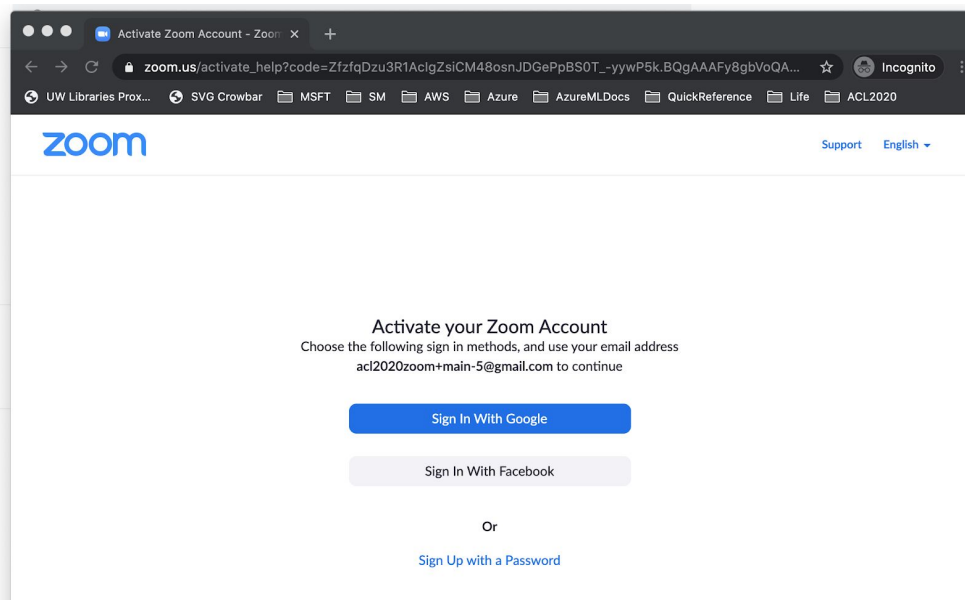 Activate Zoom Account - Zoom
zoom.us/activate_help?code=ZfzfqDzu3R1AclgZsiCM48osnJDGePpBS0T_-yywP5k.BQgAAAFy8gbVoQA... Incognito
UW Libraries Prox... SVG Crowbar MSFT SM AWS Azure AzureMLDocs QuickReference Life ACL2020
zoom Support English
Activate your Zoom Account
Choose the following sign in methods, and use your email address
acl2020zoom+main-5@gmail.com to continue
Sign In With Google
Sign In With Facebook
Or
Sign Up with a Password